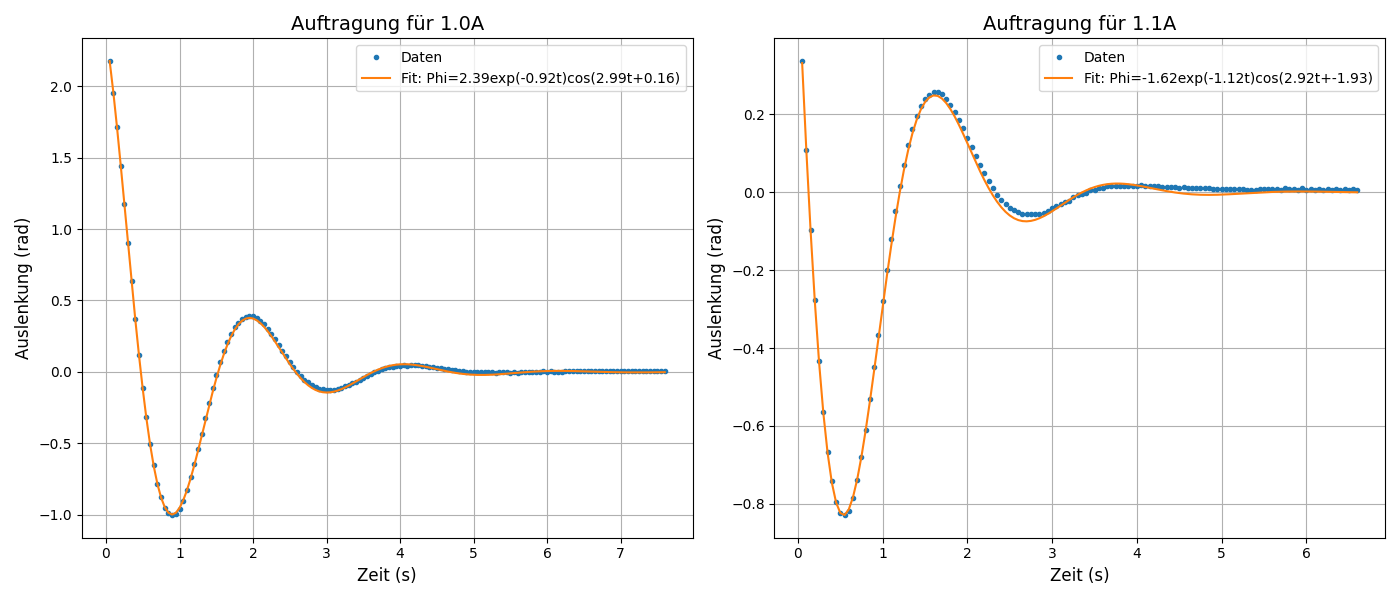 Auftragung für 1.0A
Daten
Fit: Phi=2.39exp(-0.92t)cos(2.99t+0.16)
Auslenkung (rad)
2.0
1.5
1.0
0.5
0.0
−0.5
−1.0
0 1 2 3 4 5 6 7
Zeit (s)
Auftragung für 1.1A
Daten
Fit: Phi=-1.62exp(-1.12t)cos(2.92t+-1.93)
Auslenkung (rad)
0.2
0.0
−0.2
−0.4
−0.6
−0.8
0 1 2 3 4 5 6
Zeit (s)